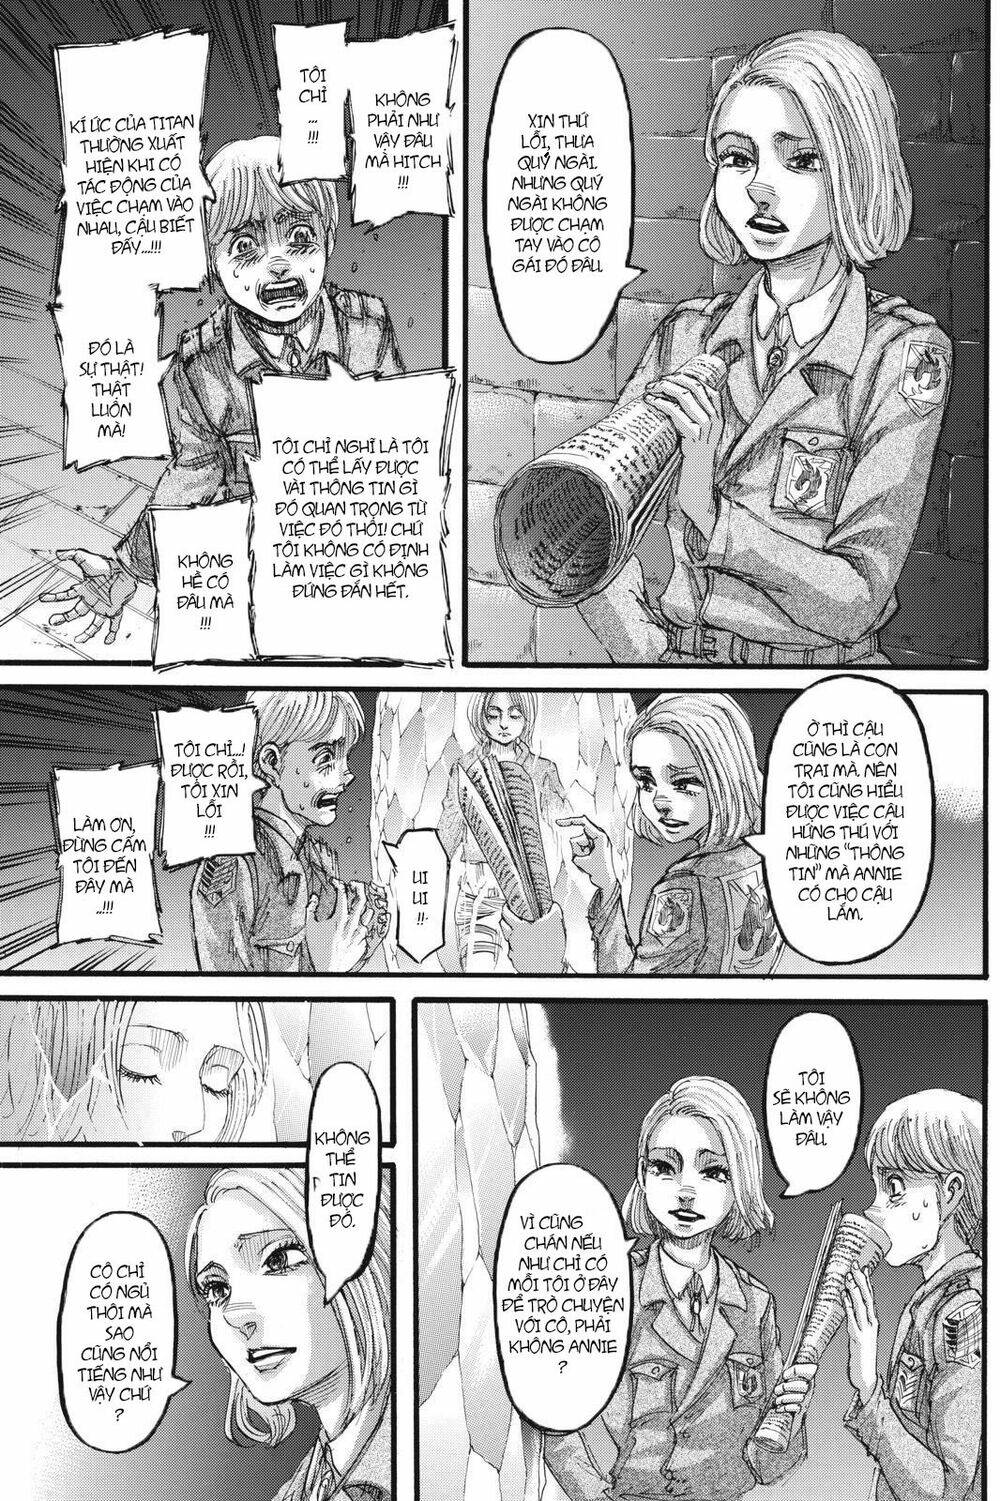 XIN THỨ
LỖI, THƯA
QUÝ NGÀI.
NHƯNG QUÝ
NGÀI KHÔNG
ĐƯỢC CHẠM
TAY VÀO CÔ
GÁI ĐÓ ĐÂU.
KHÔNG
PHẢI NHƯ
VẬY ĐÂU
MÀ HITCH
!!!
TÔI
CHỈ
...
!!!
KÍ ỨC CỦA TITAN
THƯỜNG XUẤT
HIỆN KHI CÓ
TÁC ĐỘNG CỦA
VIỆC CHẠM VÀO
NHAU, CẬU BIẾT
ĐẤY...!!!
ĐÓ LÀ
SỰ THẬT!
THẬT
LUÔN
MÀ!
TÔI CHỈ NGHĨ LÀ TÔI
CÓ THỂ LẤY ĐƯỢC
VÀI THÔNG TIN GÌ
ĐÓ QUAN TRỌNG TỪ
VIỆC ĐÓ THÔI! CHỨ
TÔI KHÔNG CÓ ĐỊNH
LÀM VIỆC GÌ KHÔNG
ĐỨNG ĐẮN HẾT.
KHÔNG
HỀ CÓ
ĐÂU MÀ
!!!
Ờ THÌ CẬU
CŨNG LÀ CON
TRAI MÀ. NÊN
TÔI CŨNG HIỂU
ĐƯỢC VIỆC CẬU
HỨNG THÚ VỚI
NHỮNG “THÔNG
TIN” MÀ ANNIE
CÓ CHO CẬU
LẮM.
UI
UI
!!
TÔI CHỈ...!
ĐƯỢC RỒI,
TÔI XIN
LỖI
!!!
LÀM ƠN,
ĐỪNG CẤM
TÔI ĐẾN
ĐÂY MÀ
...!!!
TÔI
SẼ KHÔNG
LÀM VẬY
ĐÂU.
VÌ CŨNG
CHÁN NẾU
NHƯ CHỈ CÓ
MỖI TÔI Ở ĐÂY
ĐỂ TRÒ CHUYỆN
VỚI CÔ, PHẢI
KHÔNG ANNIE
?
KHÔNG
THỂ
TIN
ĐƯỢC
ĐÓ.
CÔ CHỈ
CÓ NGỦ
THÔI MÀ
SAO
CŨNG NỔI
TIẾNG NHƯ
VẬY CHỨ
?